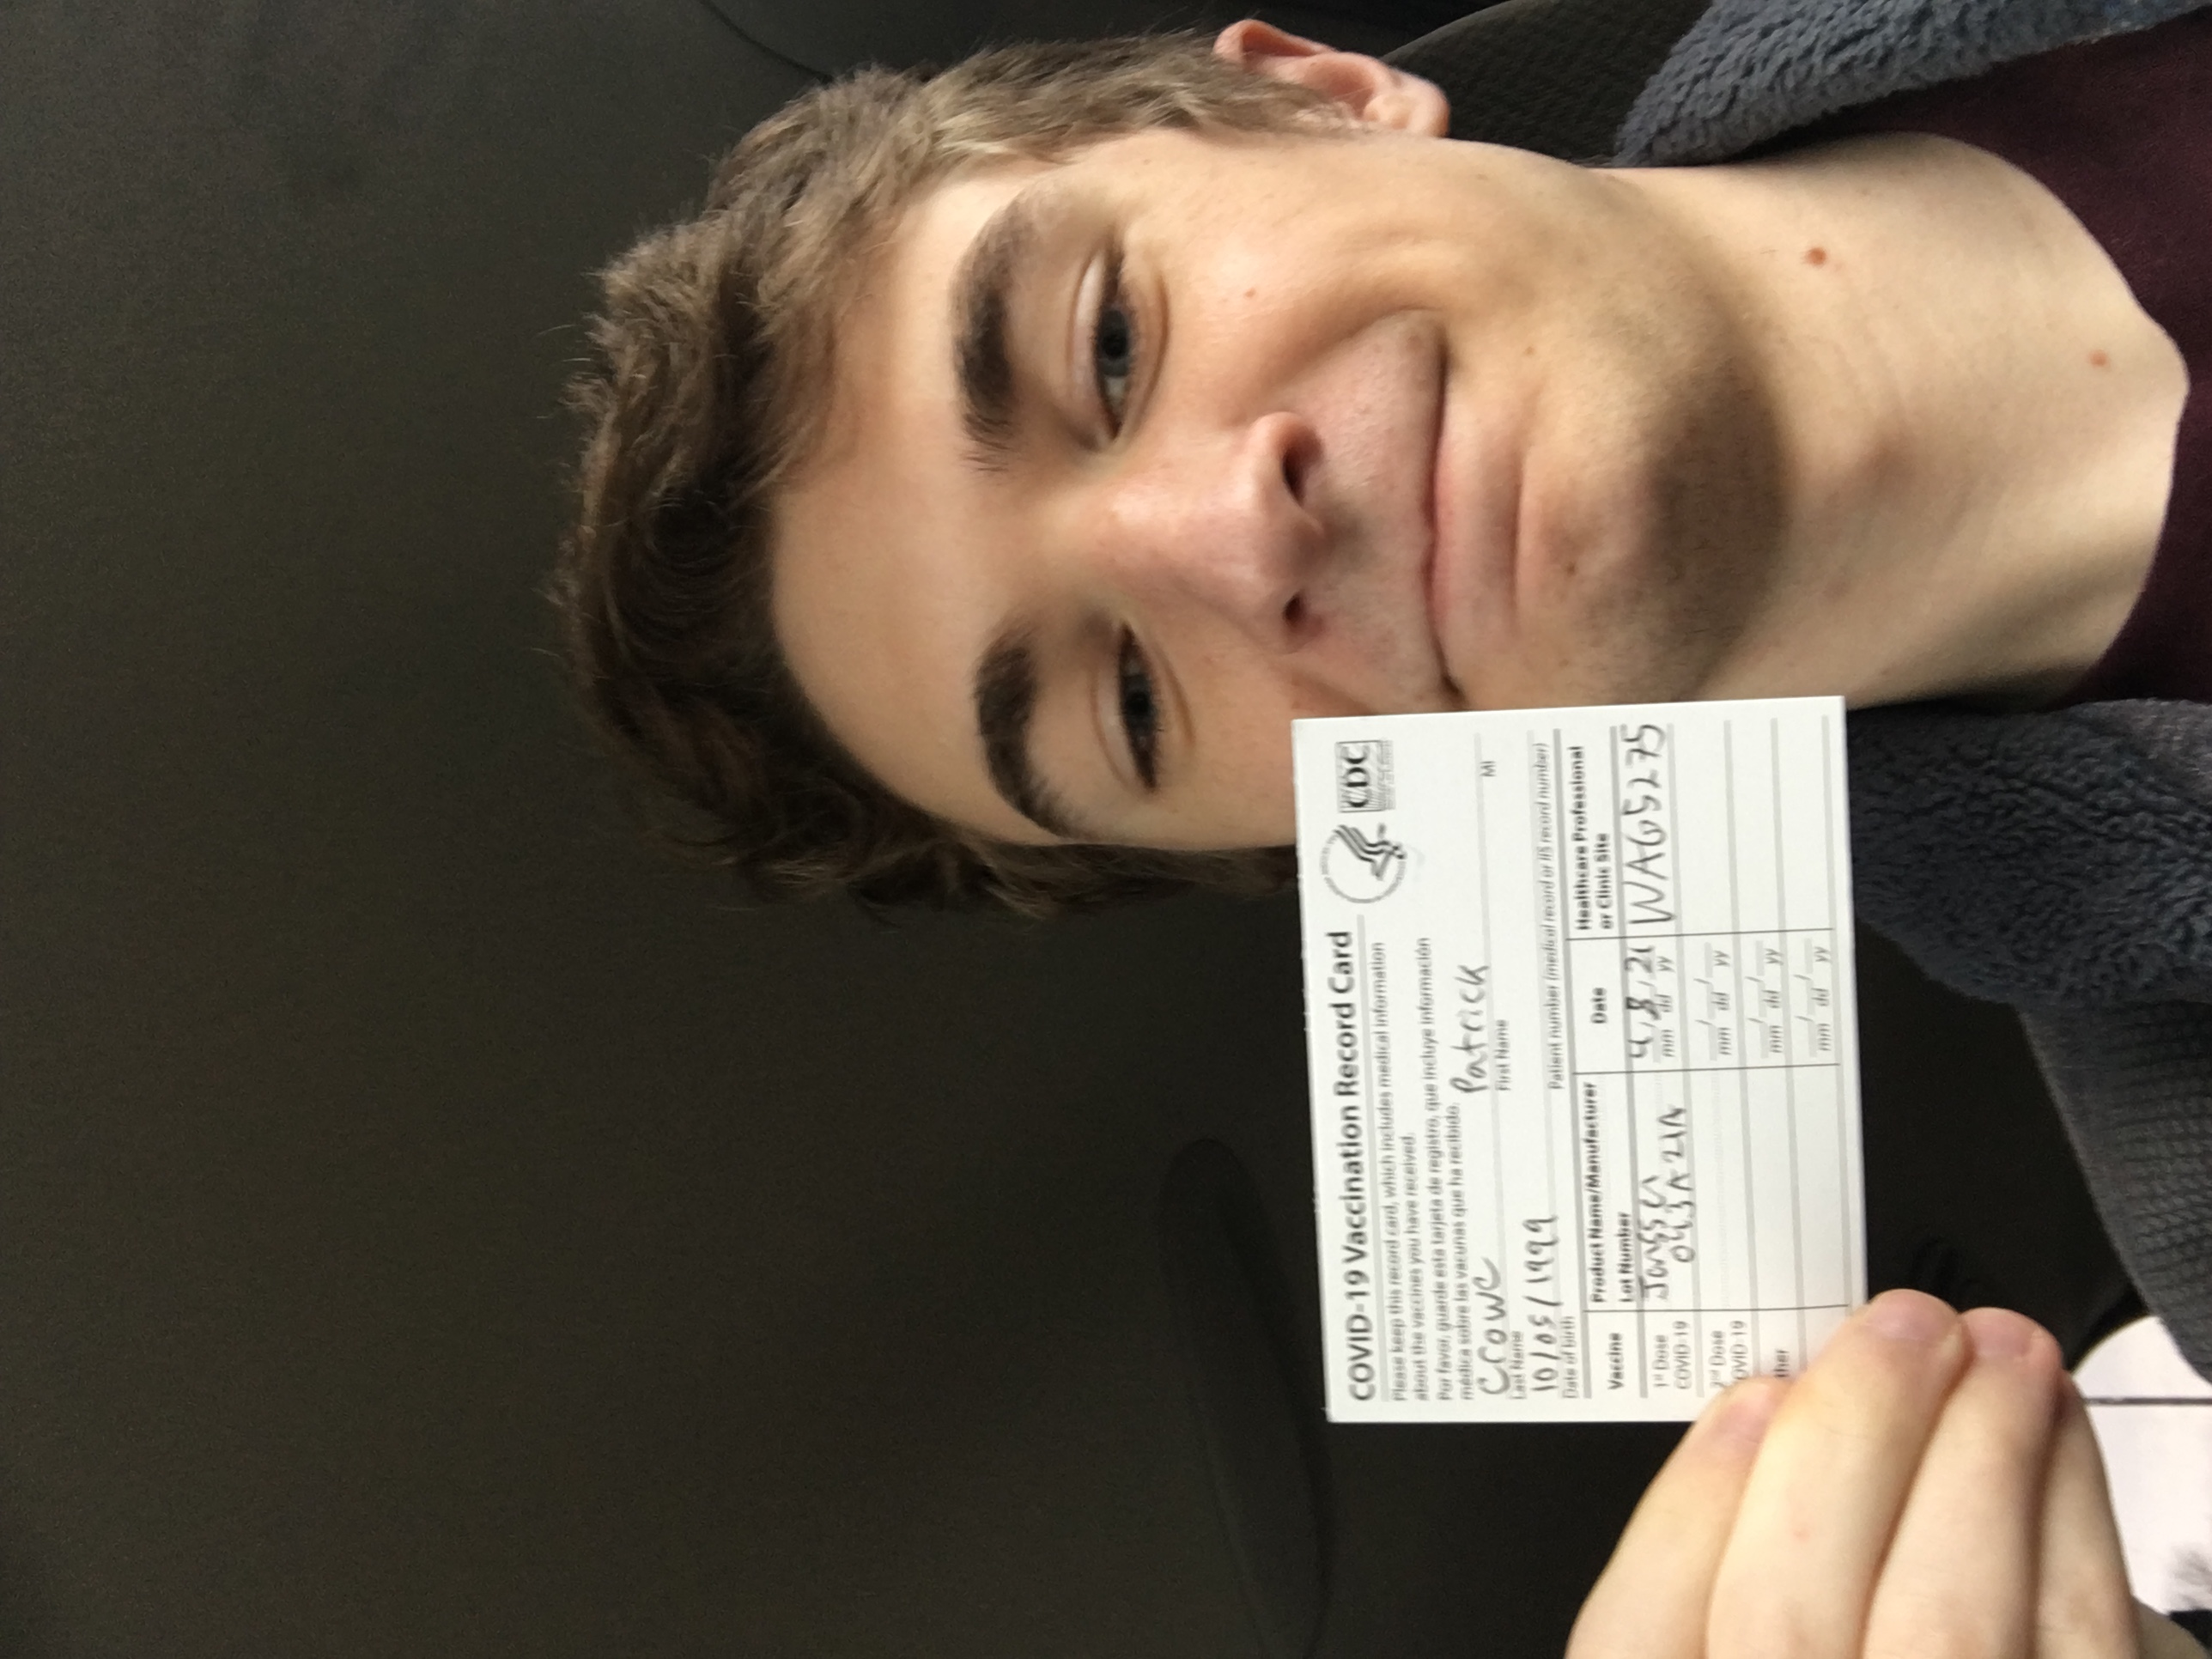 COVID-19 Vaccination Record Card
CDC
Please keep this record card, which includes medical information
about the vaccines you have received.
Por favor, guarde esta tarjeta de registro, que incluye información
médica sobre las vacunas que ha recibido.
Crowe Patrick
Last Name First Name MI
10/05/1999
Date of birth Patient number (medical record or IIS record number)
Vaccine Product Name/Manufacturer Date Healthcare Professional
Lot Number or Clinic Site
1st Dose Janssen 4/8/21 WAG5275
COVID-19 043A21A mm dd yy
2nd Dose / /
OVID-19 mm dd yy
ther / /
mm dd yy
/ /
mm dd yy